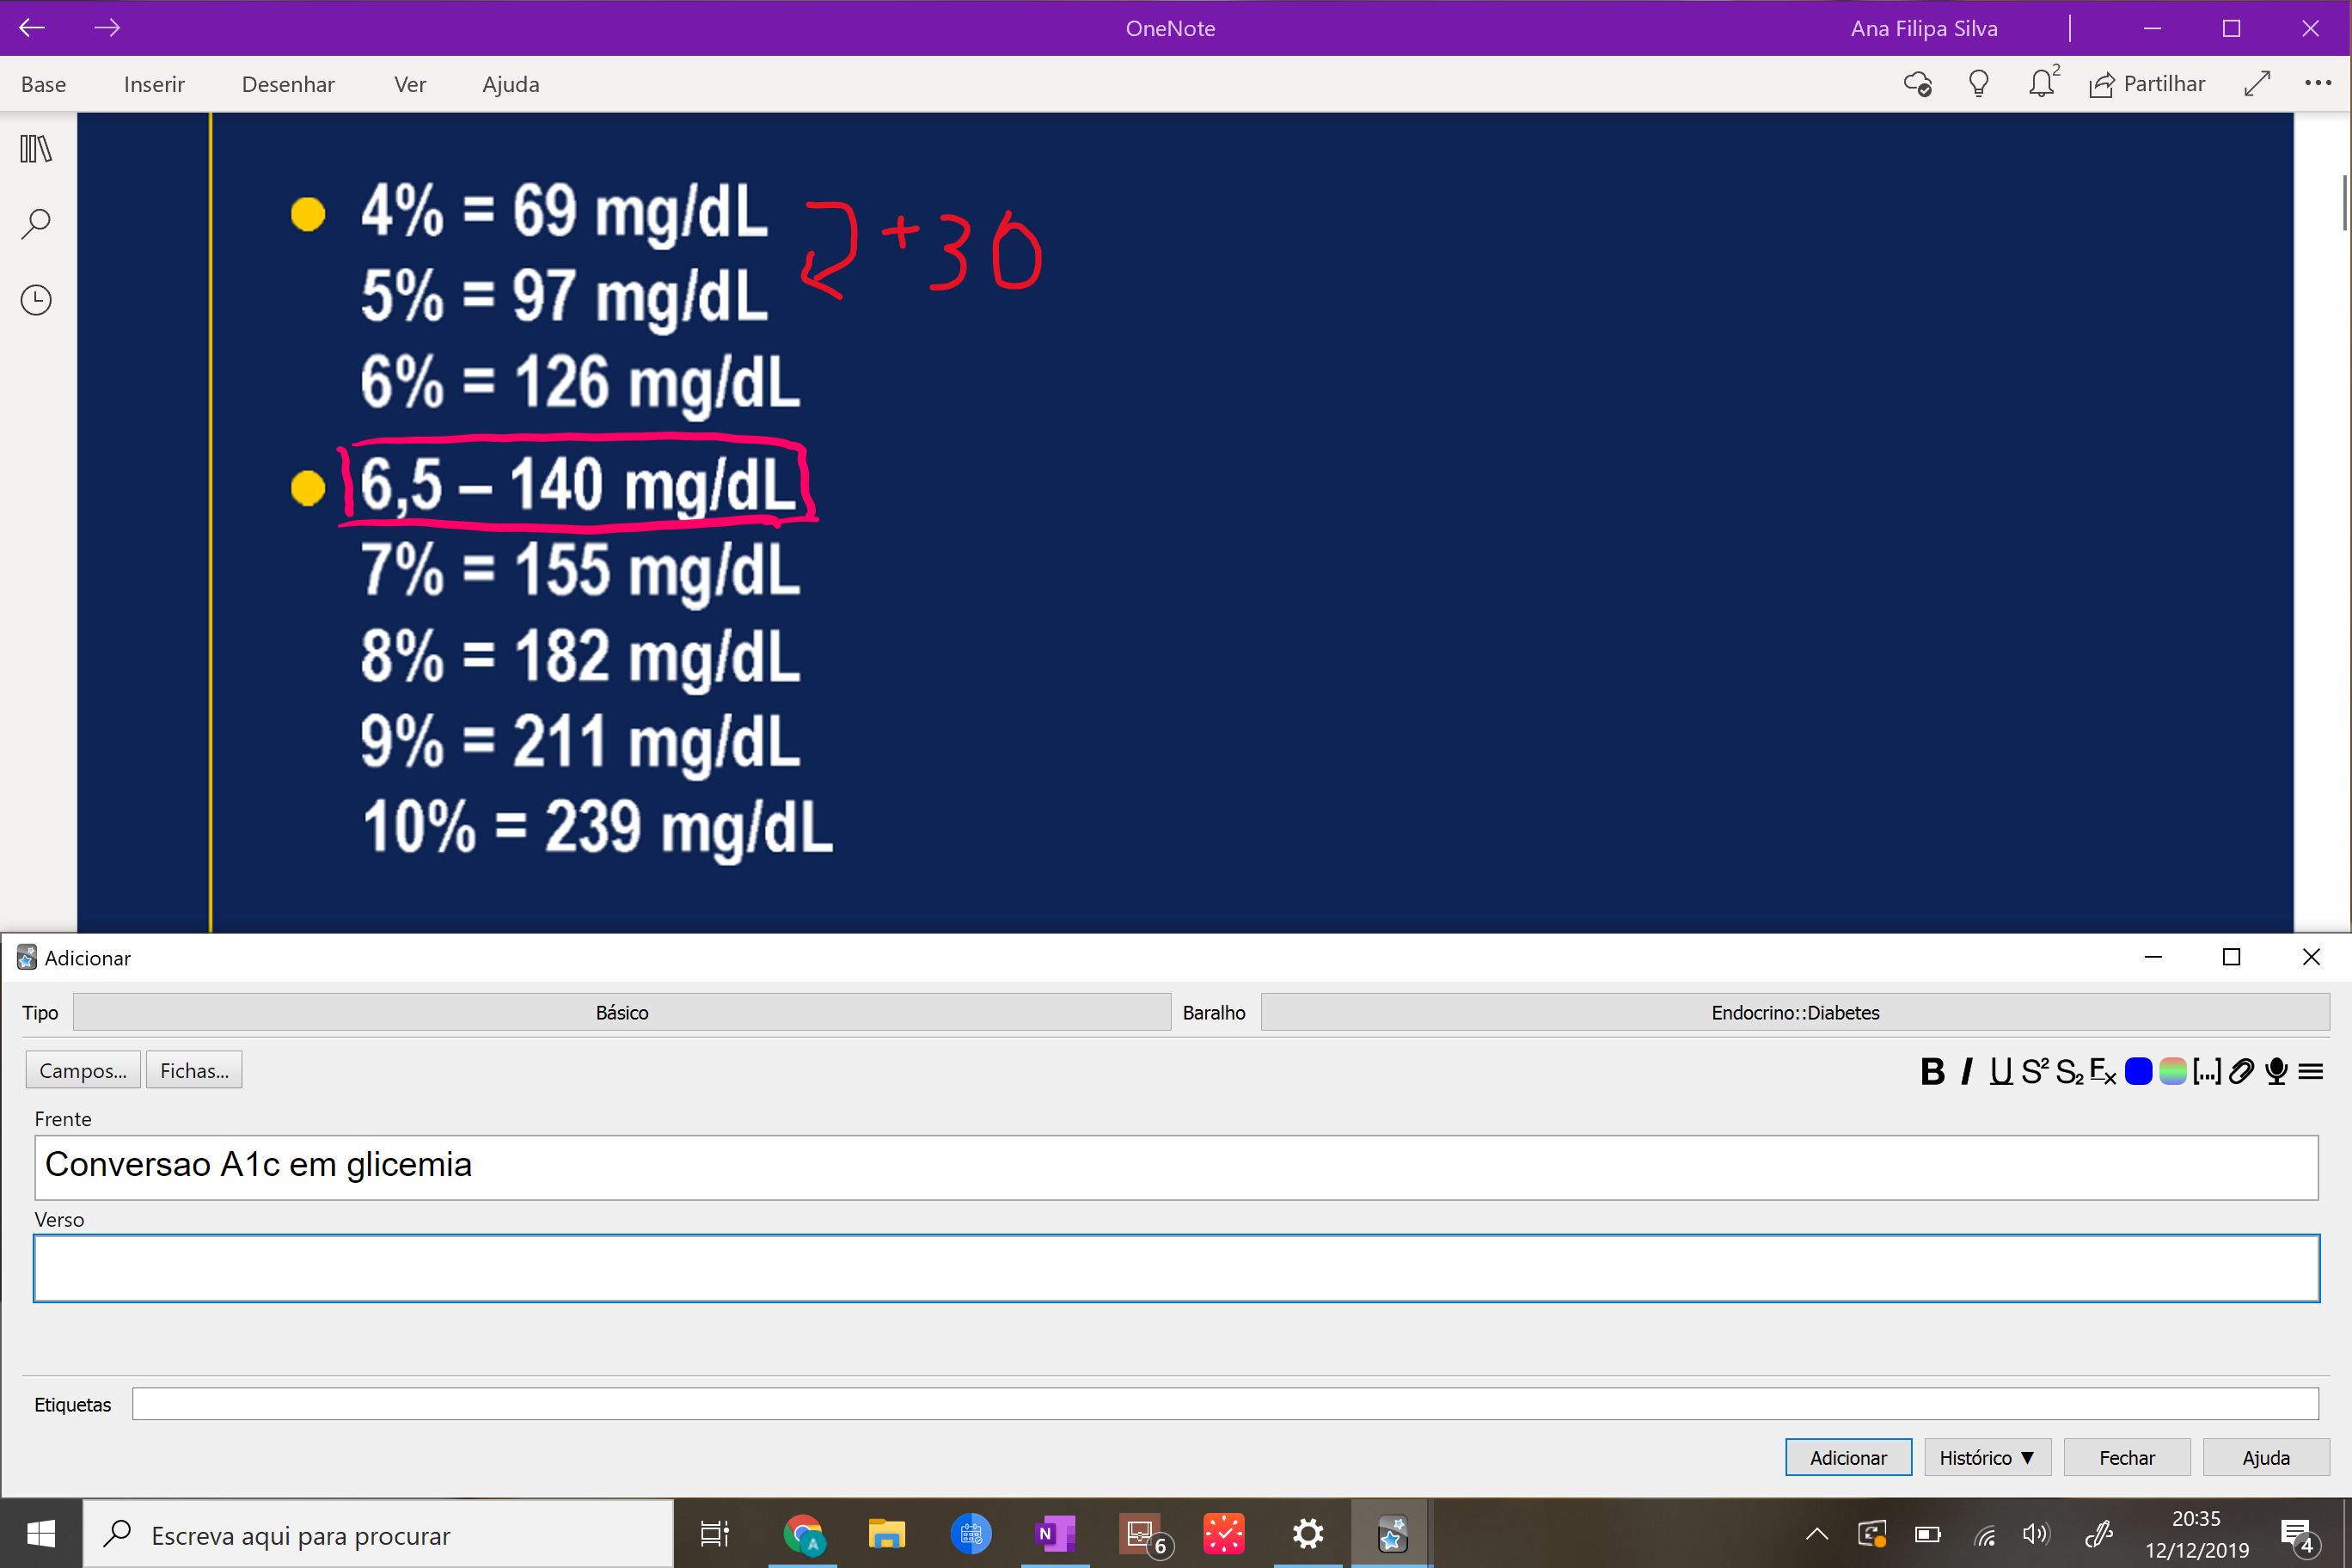 OneNote
Ana Filipa Silva
Base Inserir Desenhar Ver Ajuda
2
Partilhar
4% = 69 mg/dL
+30
5% = 97 mg/dL
6% = 126 mg/dL
6,5 – 140 mg/dL
7% = 155 mg/dL
8% = 182 mg/dL
9% = 211 mg/dL
10% = 239 mg/dL
Adicionar
Tipo Básico Baralho Endocrino::Diabetes
Campos... Fichas...
B I U S² S₂ Fx [...]
Frente
Conversao A1c em glicemia
Verso
Etiquetas
Adicionar Histórico ▼ Fechar Ajuda
Escreva aqui para procurar
A
N
6
20:35
12/12/2019
4